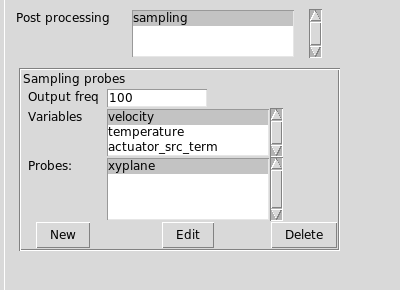 Post processing sampling
Sampling probes
Output freq 100
Variables velocity
temperature
actuator_src_term
Probes: xyplane
New Edit Delete